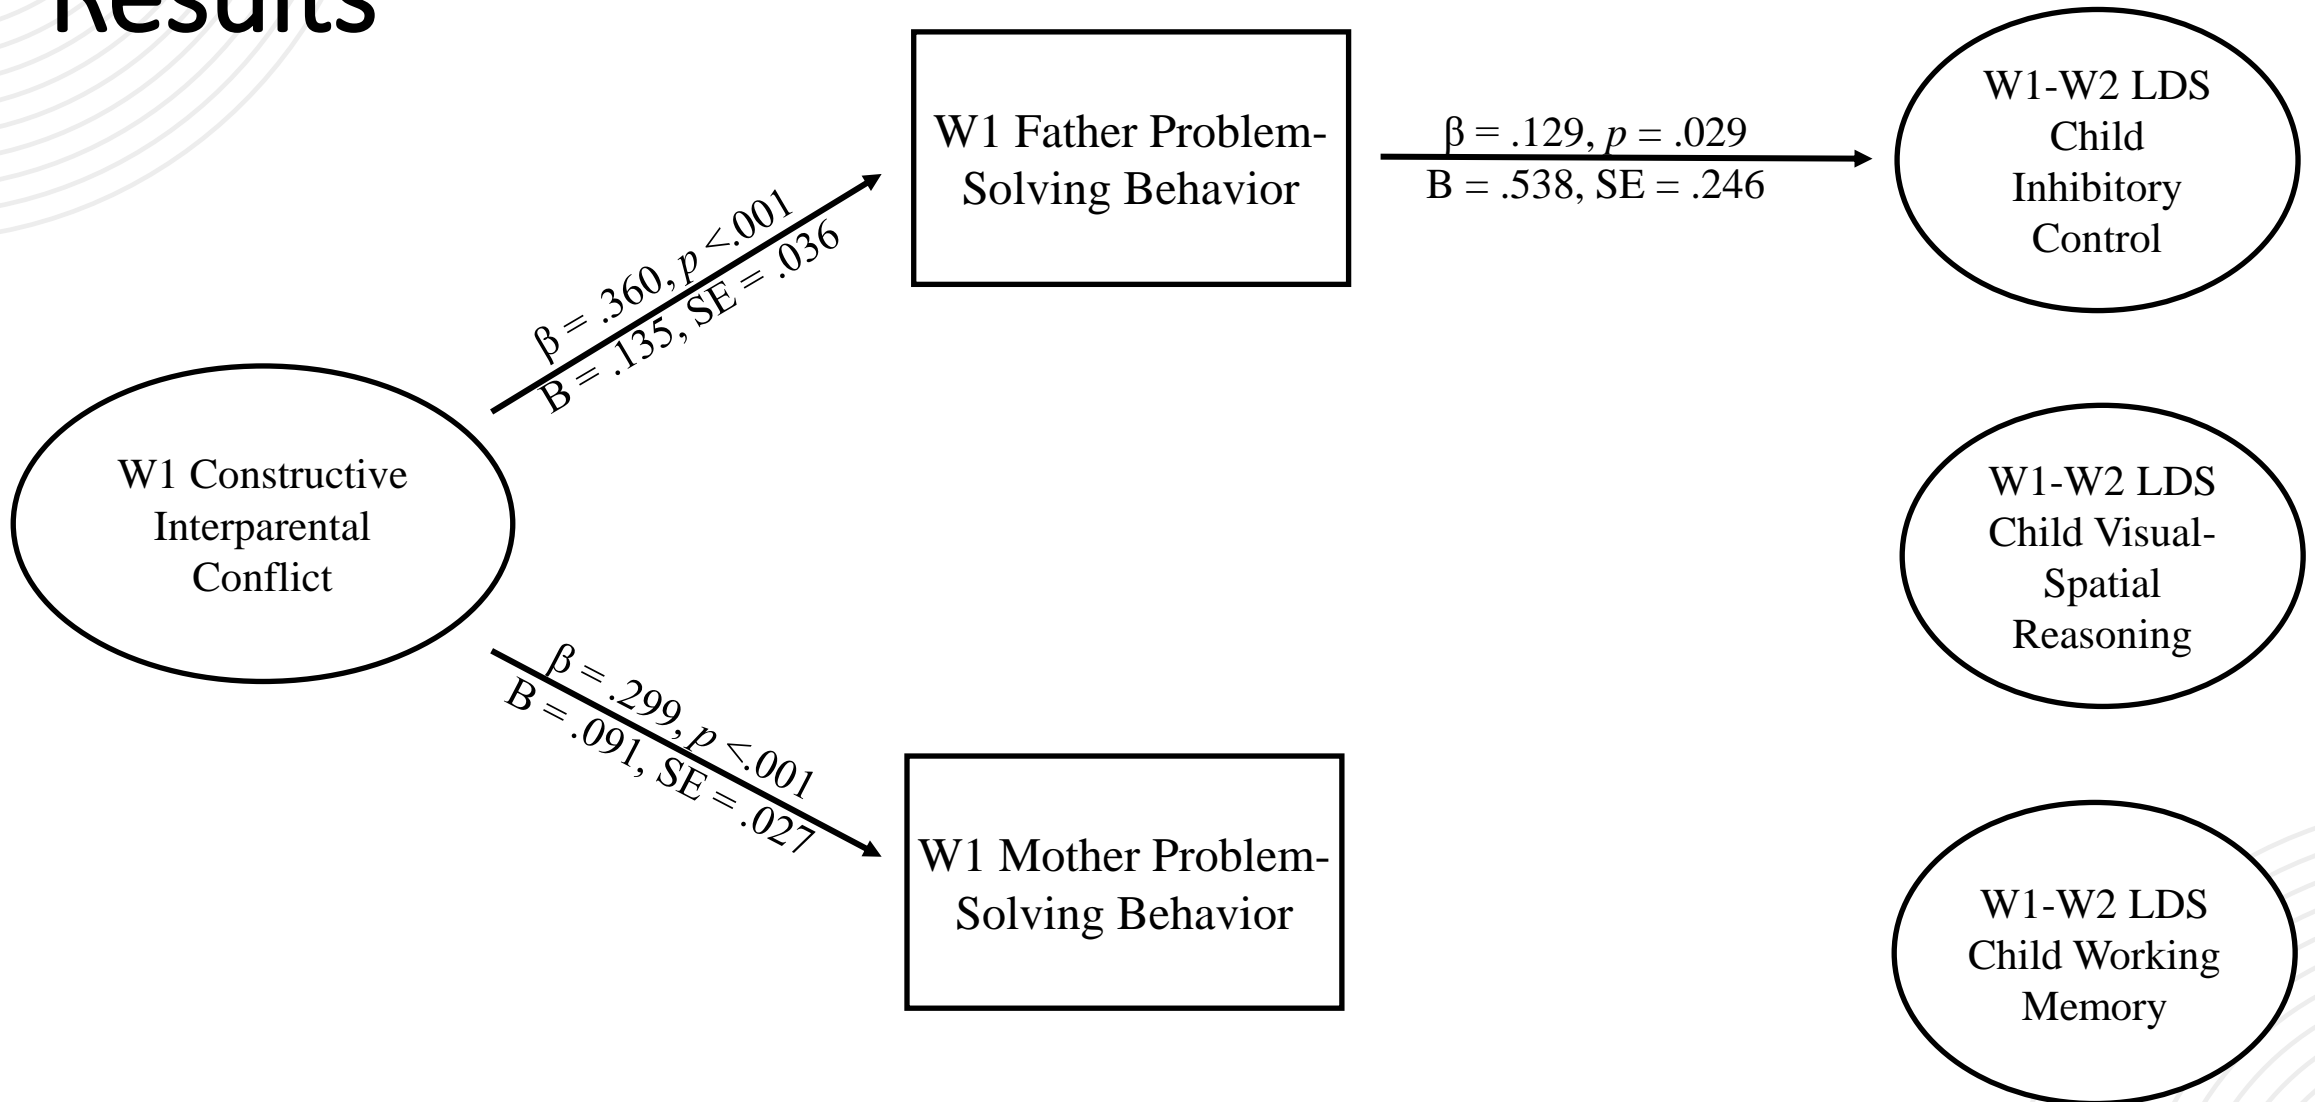 Results
W1 Father Problem-
Solving Behavior
β = .129, p = .029
B = .538, SE = .246
W1-W2 LDS
Child
Inhibitory
Control
β = .360, p <.001
B = .135, SE = .036
W1 Constructive
Interparental
Conflict
W1-W2 LDS
Child Visual-
Spatial
Reasoning
β = .299, p <.001
B = .091, SE = .027
W1 Mother Problem-
Solving Behavior
W1-W2 LDS
Child Working
Memory